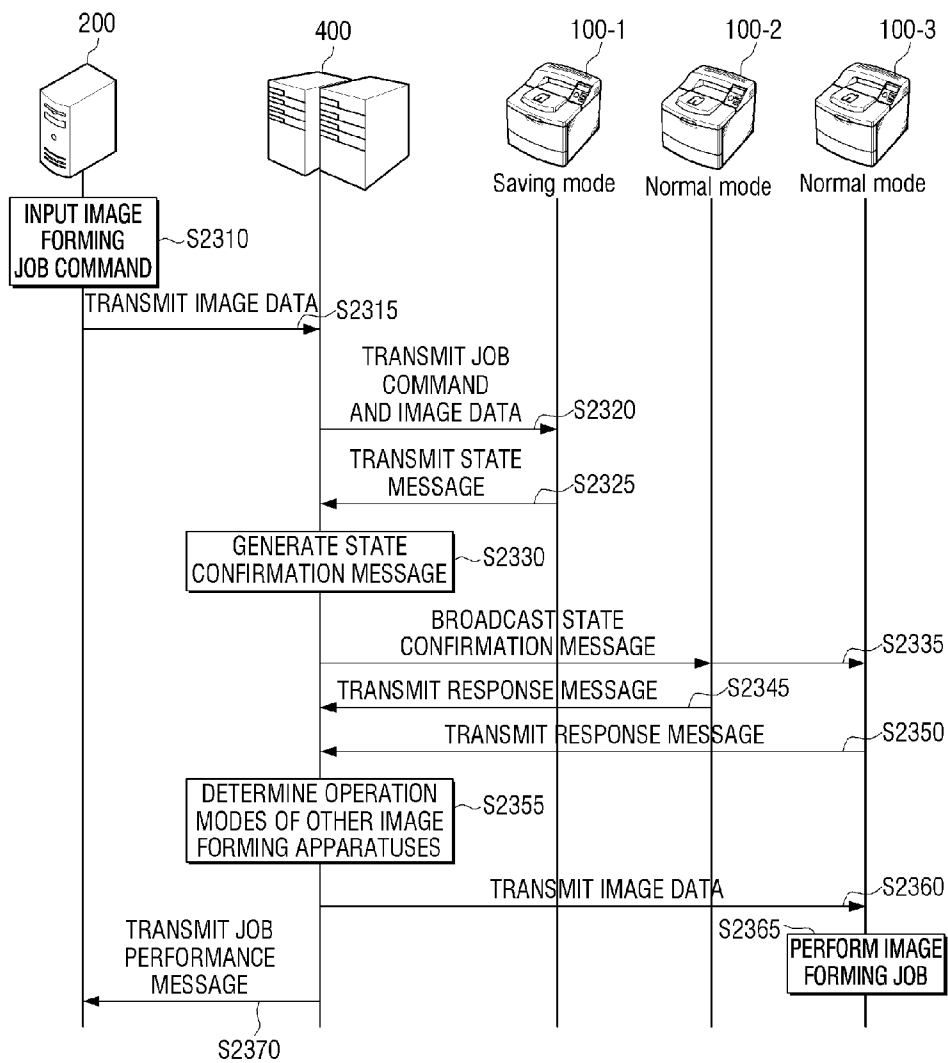 200
400
100-1
100-2
100-3
Saving mode
Normal mode
Normal mode
INPUT IMAGE
FORMING
JOB COMMAND
S2310
TRANSMIT IMAGE DATA
S2315
TRANSMIT JOB
COMMAND
AND IMAGE DATA
S2320
TRANSMIT STATE
MESSAGE
S2325
GENERATE STATE
CONFIRMATION MESSAGE
S2330
BROADCAST STATE
CONFIRMATION MESSAGE
S2335
TRANSMIT RESPONSE MESSAGE
S2345
TRANSMIT RESPONSE MESSAGE
S2350
DETERMINE OPERATION
MODES OF OTHER IMAGE
FORMING APPARATUSES
S2355
TRANSMIT IMAGE DATA
S2360
S2365
PERFORM IMAGE
FORMING JOB
TRANSMIT JOB
PERFORMANCE
MESSAGE
S2370